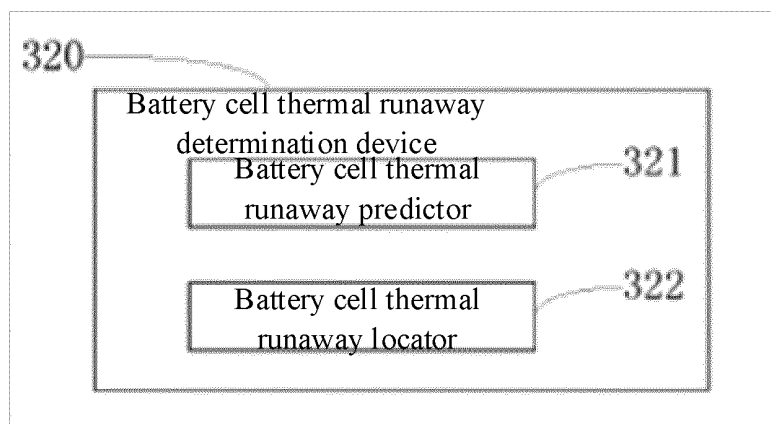 320
Battery cell thermal runaway
determination device
Battery cell thermal
runaway predictor
321
Battery cell thermal
runaway locator
322